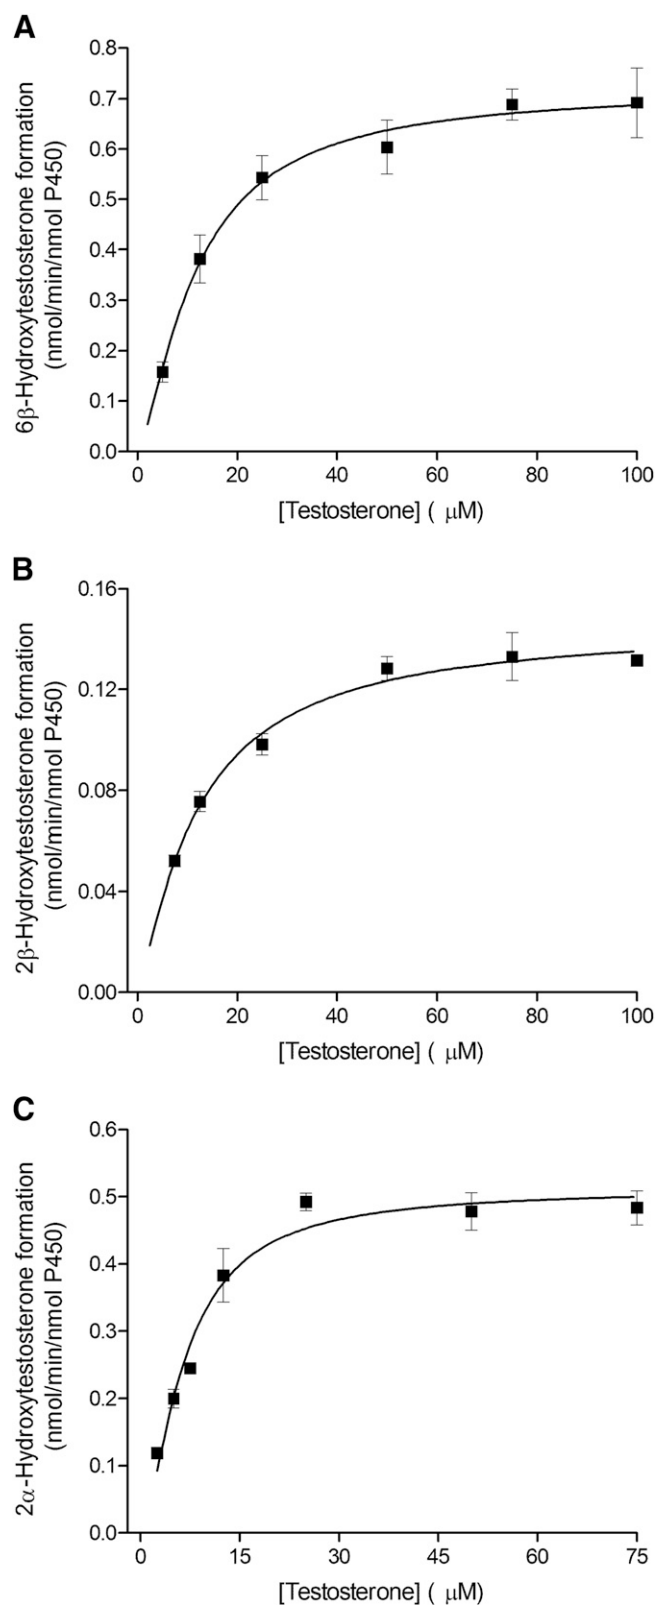 A
0.8
0.7
0.6
0.5
0.4
0.3
0.2
0.1
0.0
6β-Hydroxytestosterone formation
(nmol/min/nmol P450)
0 20 40 60 80 100
[Testosterone] ( μM)
B
0.16
0.12
0.08
0.04
0.00
2β-Hydroxytestosterone formation
(nmol/min/nmol P450)
0 20 40 60 80 100
[Testosterone] ( μM)
C
0.6
0.5
0.4
0.3
0.2
0.1
0.0
2α-Hydroxytestosterone formation
(nmol/min/nmol P450)
0 15 30 45 60 75
[Testosterone] ( μM)